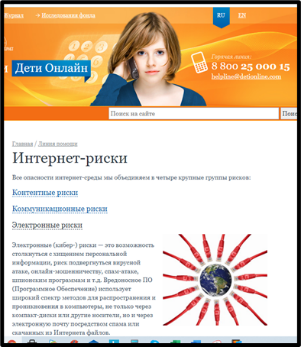 Журнал
Публикации фонда
RU
EN
Дети Онлайн
Горячая линия:
8 800 25 000 15
helpline@detionline.com
Поиск на сайте
Поиск
Главная / Линия помощи
Интернет-риски
Все опасности интернет-среды мы объединяем в четыре крупные группы рисков:
Контентные риски
Коммуникационные риски
Электронные риски
Электронные (кибер-) риски — это возможность
столкнуться с хищением персональной
информации, риск подвергнуться вирусной
атаке, онлайн-мошенничеству, спам-атаке,
шпионским программам и т.д. Вредоносное ПО
(Программное Обеспечение) использует
широкий спектр методов для распространения и
проникновения в компьютеры, не только через
компакт-диски или другие носители, но и через
электронную почту посредством спама или
скачанных из Интернета файлов.